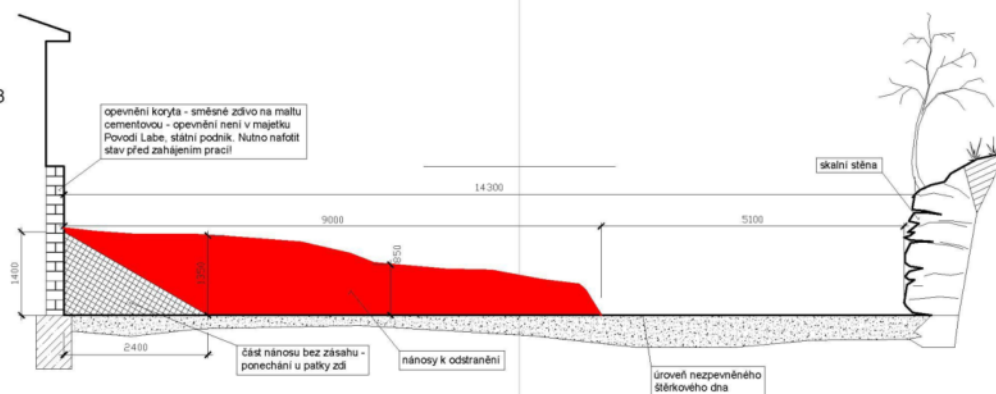 3
opevnění koryta - směsné zdivo na maltu
cementovou - opevnění není v majetku
Povodí Labe, státní podnik. Nutno nafotit
stav před zahájením prací!
skalní stěna
14300
9000
5100
1400
1350
850
2400
část nánosu bez zásahu -
ponechání u patky zdi
nánosy k odstranění
úroveň nezpevněného
štěrkového dna